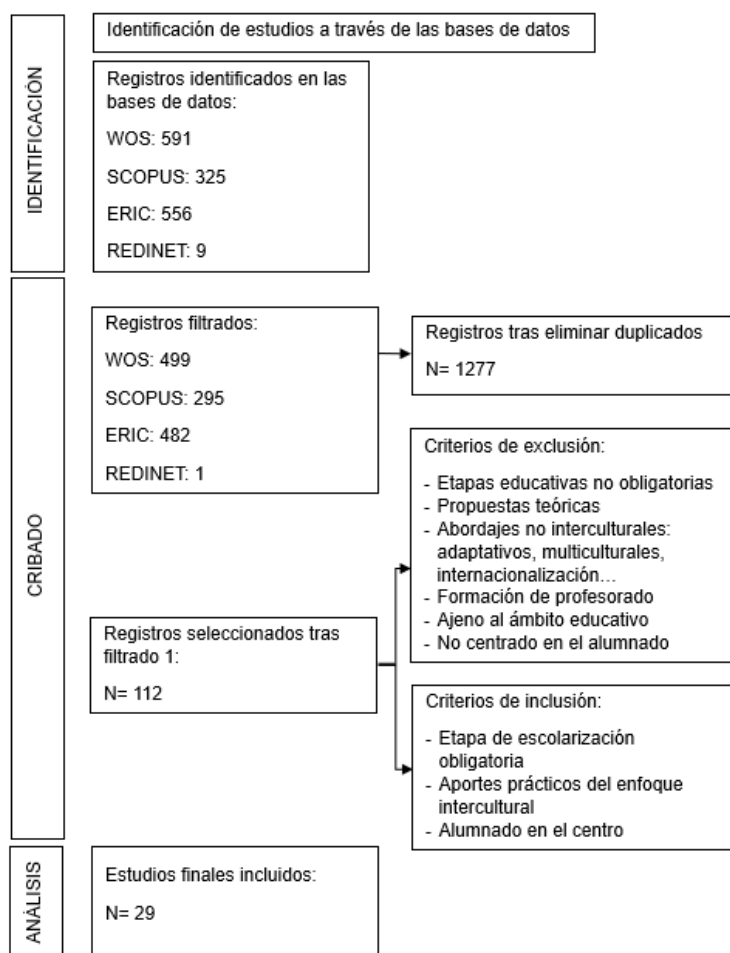 IDENTIFICACIÓN
Identificación de estudios a través de las bases de datos
Registros identificados en las
bases de datos:
WOS: 591
SCOPUS: 325
ERIC: 556
REDINET: 9
CRIBADO
Registros filtrados:
WOS: 499
SCOPUS: 295
ERIC: 482
REDINET: 1
Registros tras eliminar duplicados
N= 1277
Registros seleccionados tras
filtrado 1:
N= 112
Criterios de exclusión:
- Etapas educativas no obligatorias
- Propuestas teóricas
- Abordajes no interculturales:
adaptativos, multiculturales,
internacionalización...
- Formación de profesorado
- Ajeno al ámbito educativo
- No centrado en el alumnado
Criterios de inclusión:
- Etapa de escolarización
obligatoria
- Aportes prácticos del enfoque
intercultural
- Alumnado en el centro
ANÁLISIS
Estudios finales incluidos:
N= 29